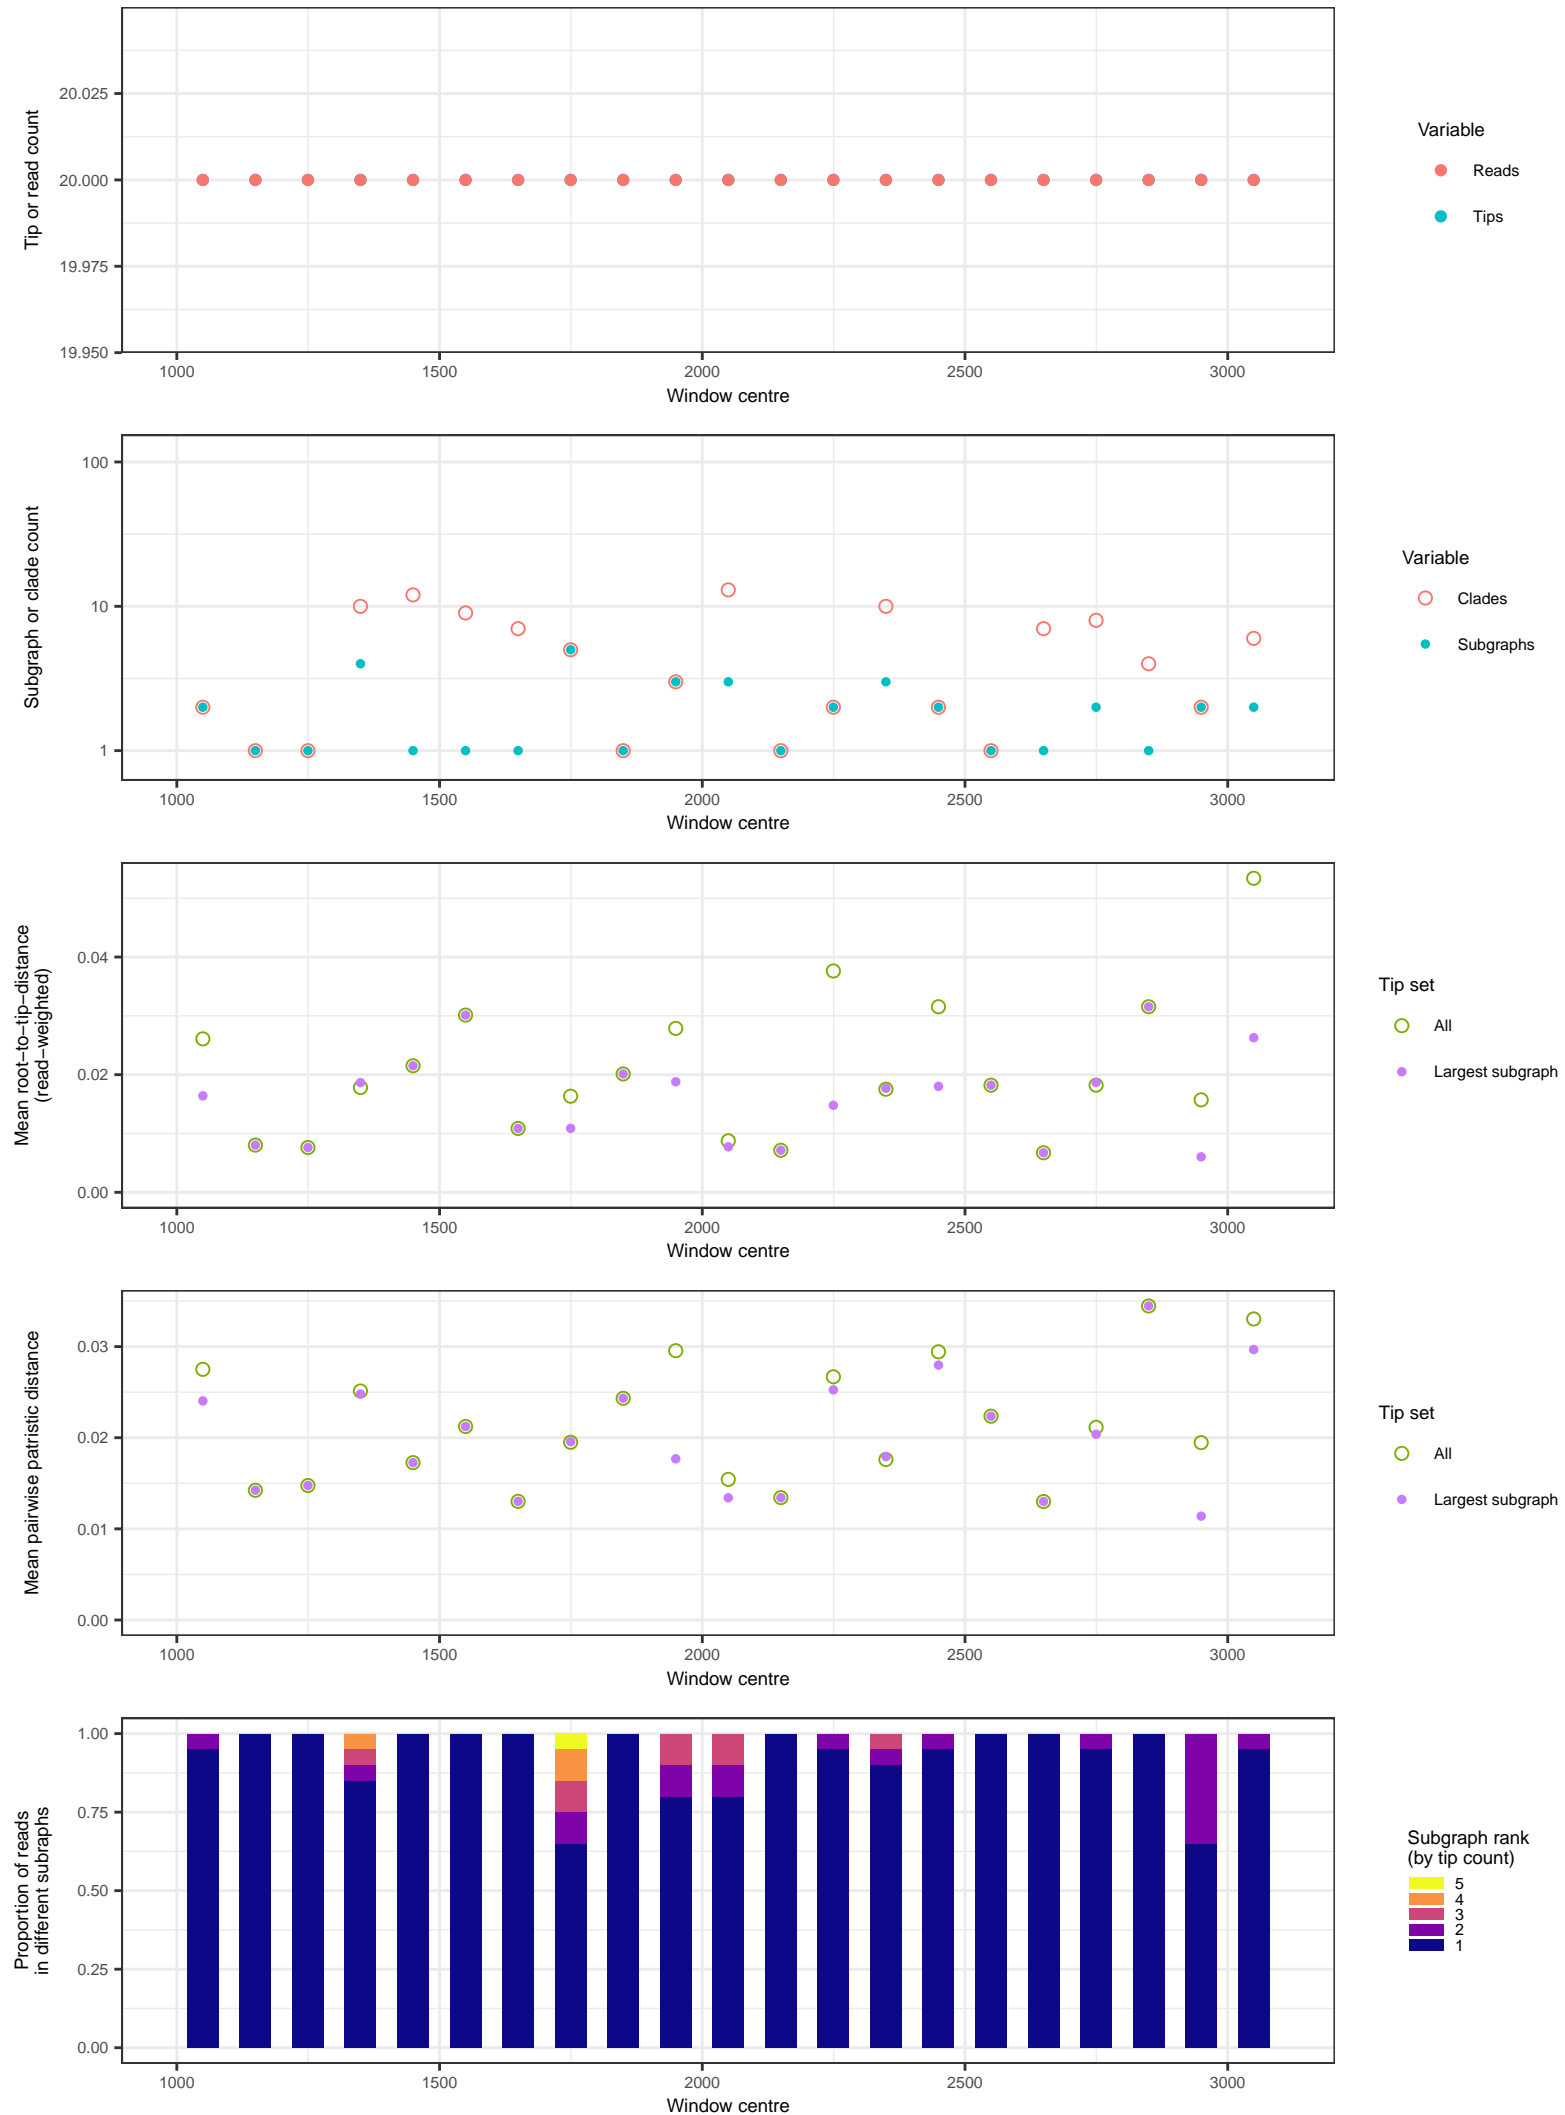 20.025
20.000
19.975
19.950
Tip or read count
1000 1500 2000 2500 3000
Window centre
Variable
Reads
Tips
100
10
1
Subgraph or clade count
1000 1500 2000 2500 3000
Window centre
Variable
Clades
Subgraphs
0.04
0.02
0.00
Mean root−to−tip−distance
(read−weighted)
1000 1500 2000 2500 3000
Window centre
Tip set
All
Largest subgraph
0.03
0.02
0.01
0.00
Mean pairwise patristic distance
1000 1500 2000 2500 3000
Window centre
Tip set
All
Largest subgraph
1.00
0.75
0.50
0.25
0.00
Proportion of reads
in different subraphs
1000 1500 2000 2500 3000
Window centre
Subgraph rank
(by tip count)
5
4
3
2
1